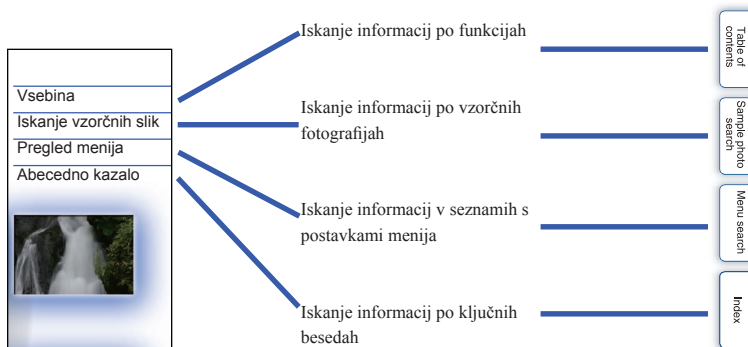 Iskanje informacij po funkcijah
Vsebina
Iskanje vzorčnih slik
Pregled menija
Abecedno kazalo
Iskanje informacij po vzorčnih
fotografijah
Iskanje informacij v seznamih s
postavkami menija
Iskanje informacij po ključnih
besedah
Table of
contents
Sample photo
search
Menu search
Index